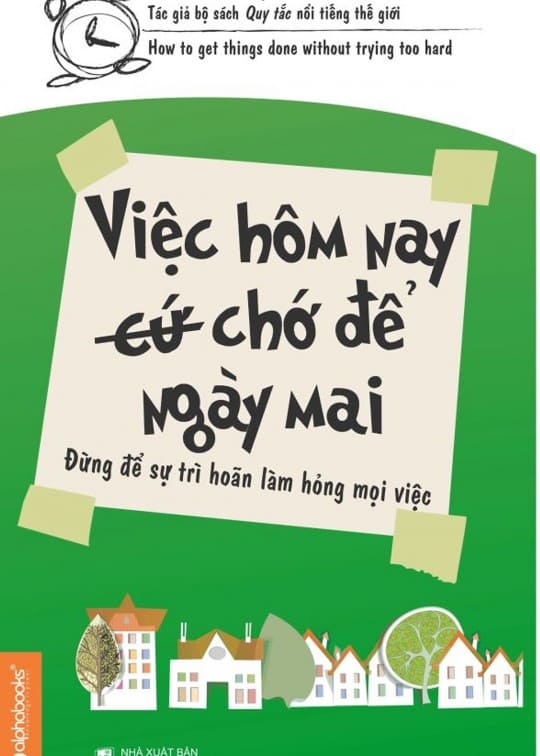 Tác giả bộ sách Quy tắc nổi tiếng thế giới
How to get things done without trying too hard
Việc hôm nay
cứ chớ để
ngày mai
Đừng để sự trì hoãn làm hỏng mọi việc
alphabooks®
NHÀ XUẤT BẢN